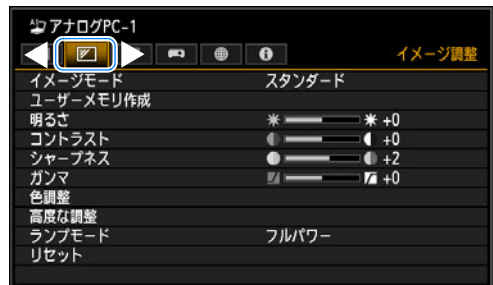 アナログPC-1
イメージ調整
イメージモード スタンダード
ユーザーメモリ作成
明るさ +0
コントラスト +0
シャープネス +2
ガンマ +0
色調整
高度な調整
ランプモード フルパワー
リセット